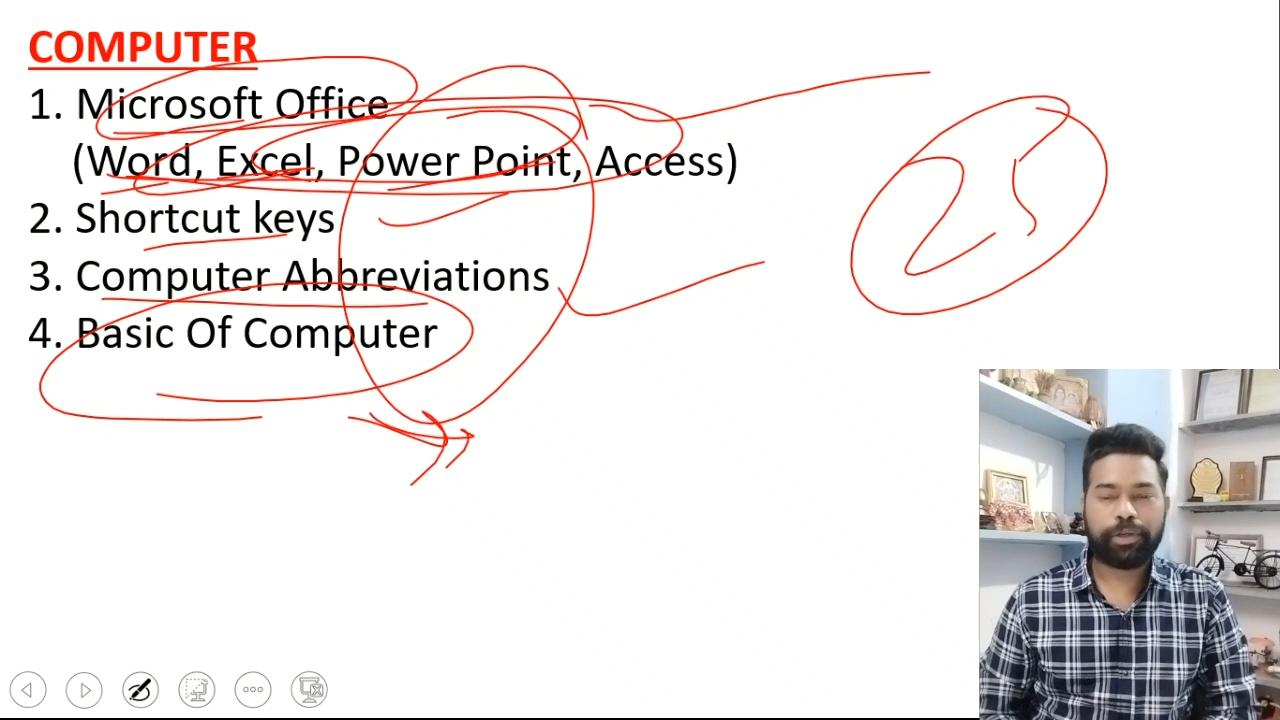 COMPUTER
1. Microsoft Office
(Word, Excel, Power Point, Access)
2. Shortcut keys
3. Computer Abbreviations
4. Basic Of Computer
25